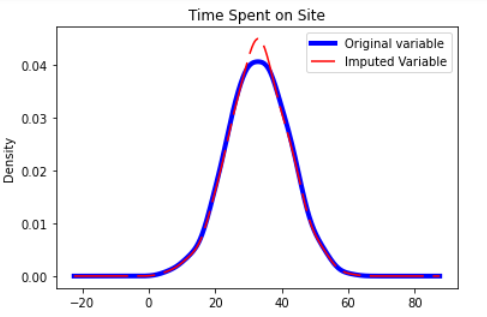 Time Spent on Site
Original variable
Imputed Variable
0.04
0.03
0.02
0.01
0.00
Density
−20
0
20
40
60
80